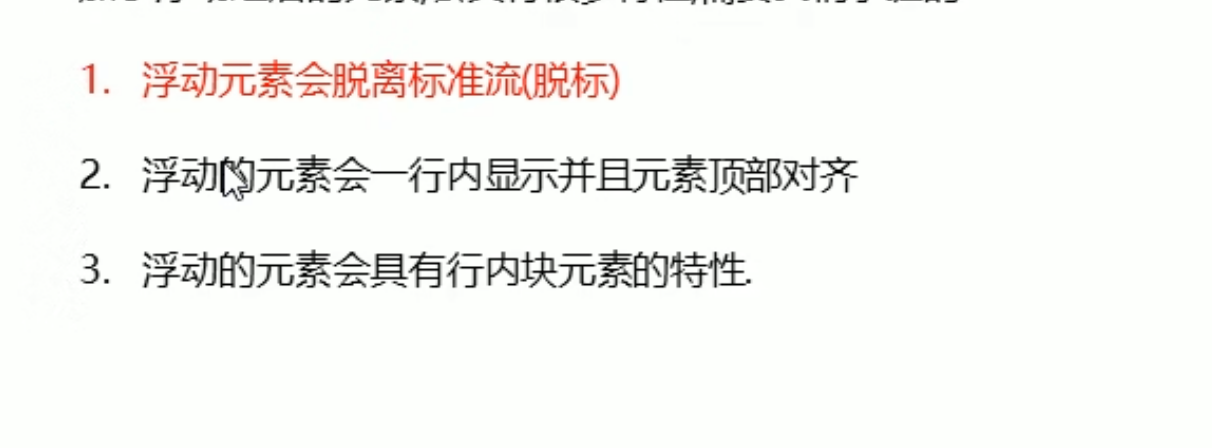 1. 浮动元素会脱离标准流(脱标)
2. 浮动的元素会一行内显示并且元素顶部对齐
3. 浮动的元素会具有行内块元素的特性.